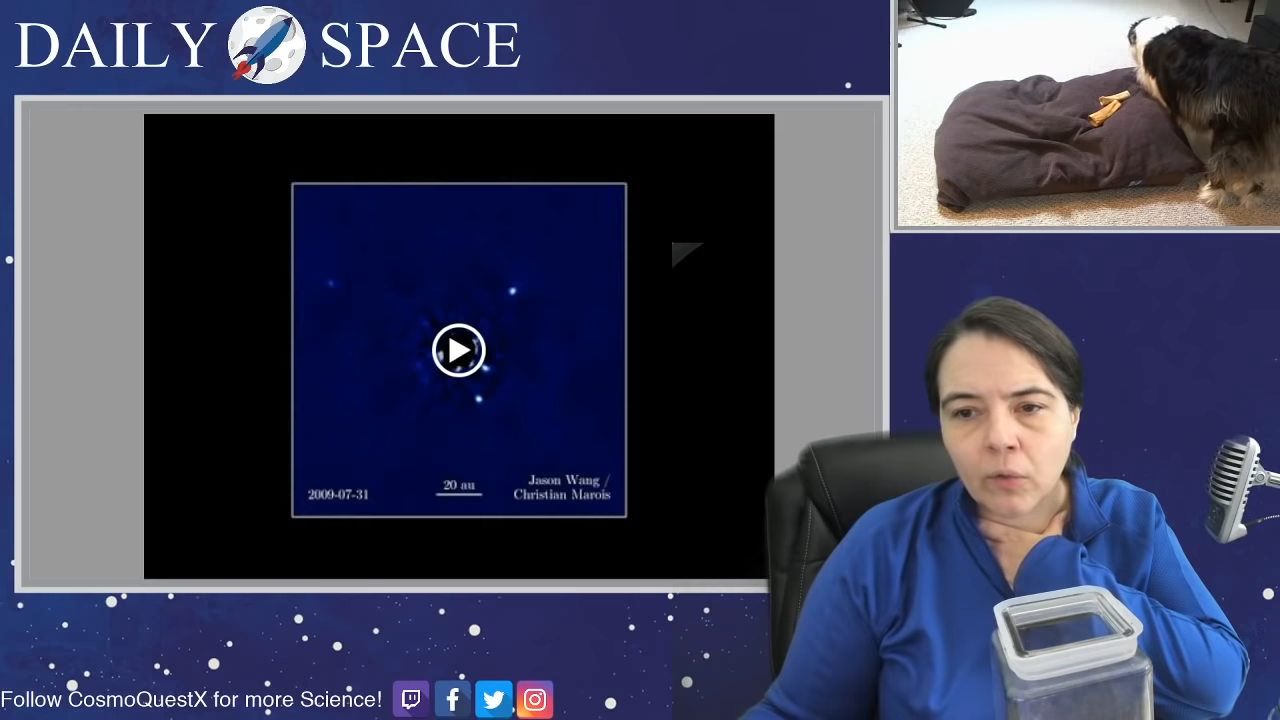 DAILY SPACE
2009-07-31
20 au
Jason Wang /
Christian Marois
Follow CosmoQuestX for more Science!